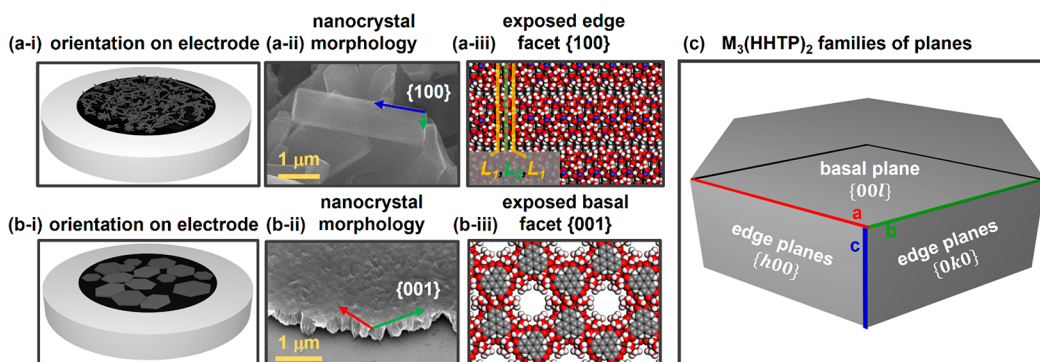 (a-i) orientation on electrode
nanocrystal
(a-ii) morphology
{100}
1 μm
exposed edge
(a-iii) facet {100}
L₁, L₂, L₁
(b-i) orientation on electrode
nanocrystal
(b-ii) morphology
{001}
1 μm
exposed basal
(b-iii) facet {001}
(c) M₃(HHTP)₂ families of planes
basal plane
{00l}
a
b
c
edge planes
{h00}
edge planes
{0k0}